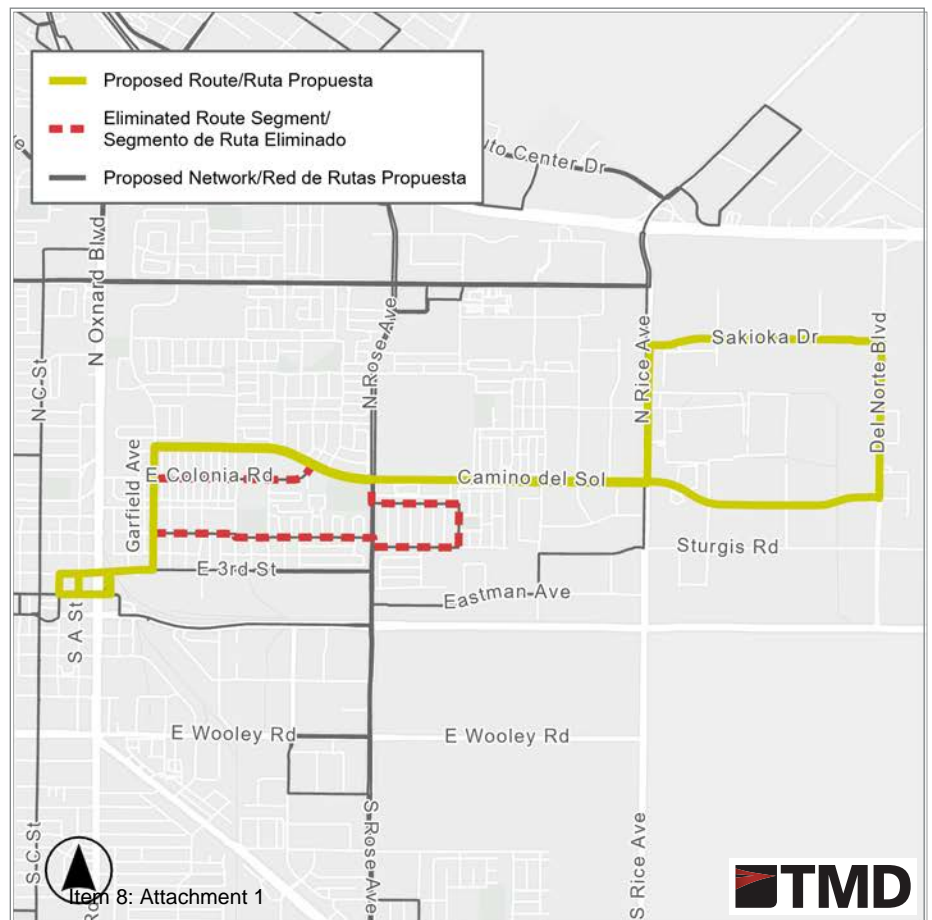 Proposed Route/Ruta Propuesta
Eliminated Route Segment/
Segmento de Ruta Eliminado
Proposed Network/Red de Rutas Propuesta
uto Center Dr
N Oxnard Blvd
N Rose Ave
N Rice Ave
Sakioka Dr
Del Norte Blvd
N C St
Garfield Ave
E Colonia Rd
Camino del Sol
Sturgis Rd
E 3rd St
Eastman Ave
S A St
E Wooley Rd
E Wooley Rd
S C St
S Rose Ave
S Rice Ave
Ro
Item 8: Attachment 1
TMD